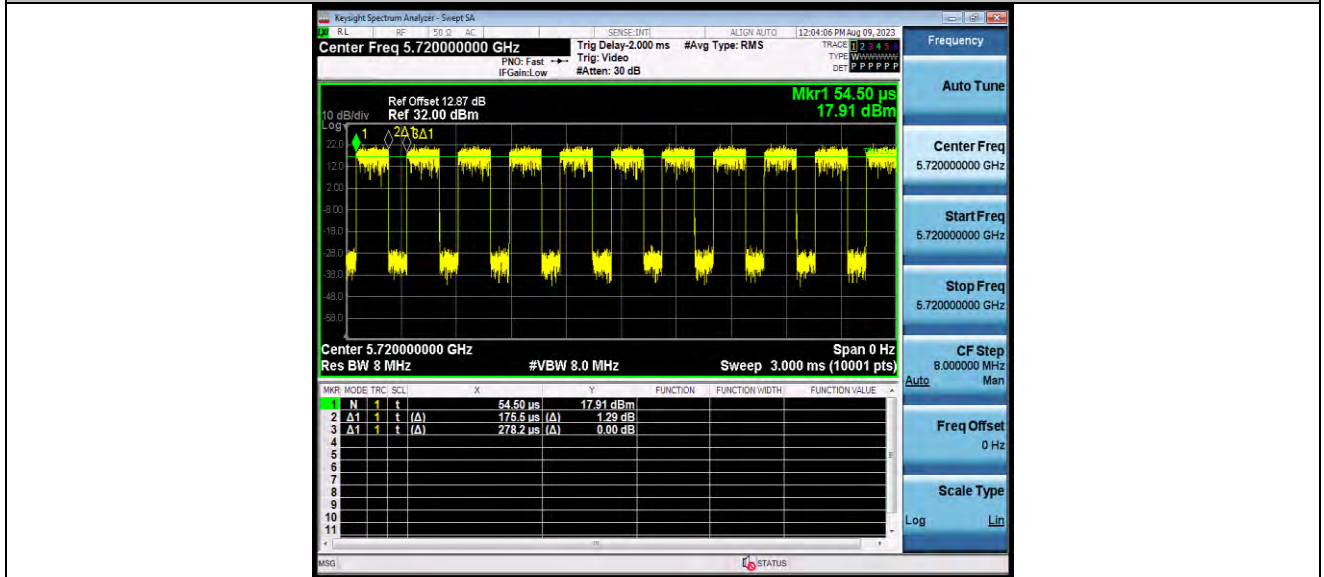 Keysight Spectrum Analyzer - Swept SA
RL RF 50 Ω AC SENSE:INT ALIGN AUTO 12:04:06 PM Aug 09, 2023
Center Freq 5.720000000 GHz
PNO: Fast
IFGain:Low
Trig Delay-2.000 ms
Trig: Video
#Atten: 30 dB
#Avg Type: RMS
TRACE 1 2 3 4 5 6
TYPE WWWWWW
DET P P P P P P
Mkr1 54.50 µs
17.91 dBm
Ref Offset 12.87 dB
10 dB/div Ref 32.00 dBm
Log
1 2Δ1 3Δ1
22.0
12.0
2.00
-8.00
-18.0
-28.0
-38.0
-48.0
-58.0
Center 5.720000000 GHz Span 0 Hz
Res BW 8 MHz #VBW 8.0 MHz Sweep 3.000 ms (10001 pts)
MKR MODE TRC SCL X Y FUNCTION FUNCTION WIDTH FUNCTION VALUE
1 N 1 t 54.50 µs 17.91 dBm
2 Δ1 1 t (Δ) 175.5 µs (Δ) 1.29 dB
3 Δ1 1 t (Δ) 278.2 µs (Δ) 0.00 dB
4
5
6
7
8
9
10
11
MSG STATUS
Frequency
Auto Tune
Center Freq
5.720000000 GHz
Start Freq
5.720000000 GHz
Stop Freq
5.720000000 GHz
CF Step
8.000000 MHz
Auto Man
Freq Offset
0 Hz
Scale Type
Log Lin